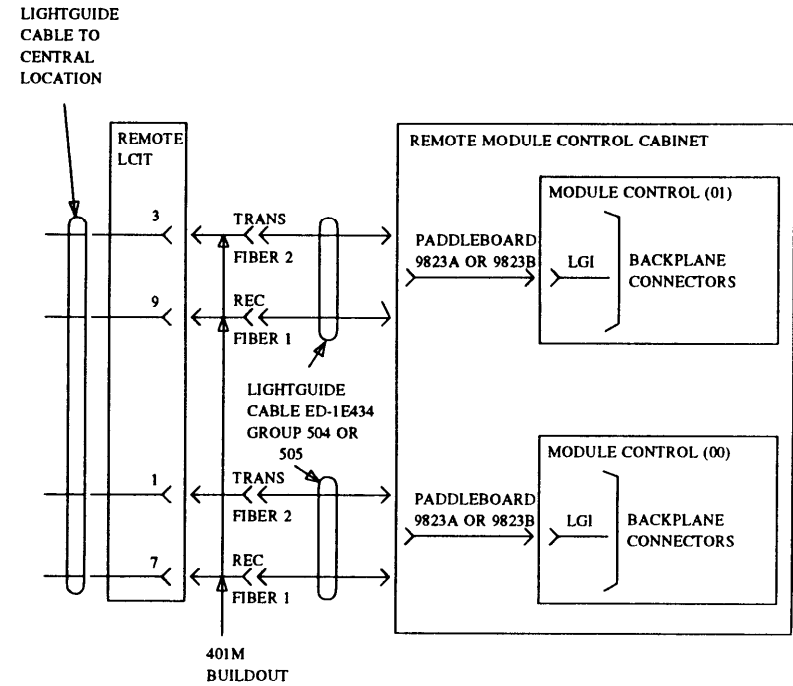 LIGHTGUIDE
CABLE TO
CENTRAL
LOCATION
REMOTE
LCIT
REMOTE MODULE CONTROL CABINET
MODULE CONTROL (01)
3
TRANS
FIBER 2
PADDLEBOARD
9823A OR 9823B
LGI
BACKPLANE
CONNECTORS
9
REC
FIBER 1
LIGHTGUIDE
CABLE ED-1E434
GROUP 504 OR
505
MODULE CONTROL (00)
1
TRANS
FIBER 2
PADDLEBOARD
9823A OR 9823B
LGI
BACKPLANE
CONNECTORS
7
REC
FIBER 1
401M
BUILDOUT